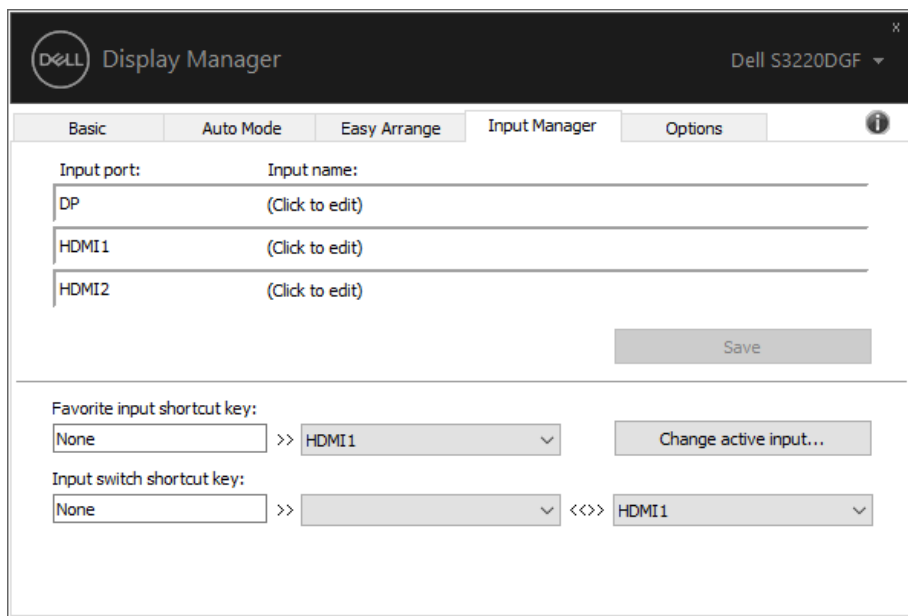 x
DELL Display Manager Dell S3220DGF
Basic Auto Mode Easy Arrange Input Manager Options i
Input port: Input name:
DP (Click to edit)
HDMI1 (Click to edit)
HDMI2 (Click to edit)
Save
Favorite input shortcut key:
None >> HDMI1 Change active input...
Input switch shortcut key:
None >> <<>> HDMI1